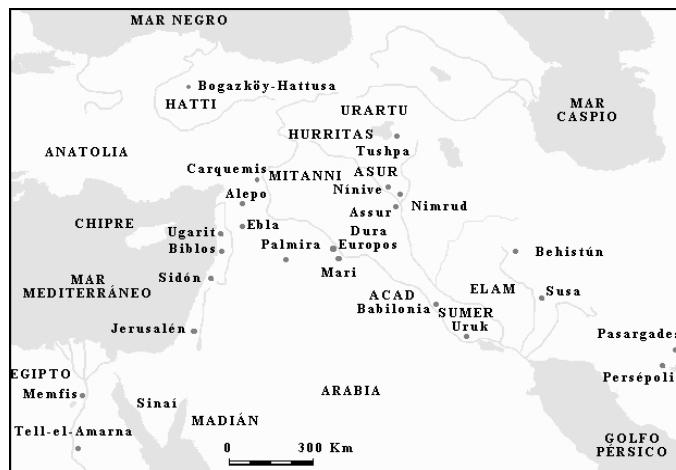 MAR NEGRO
Bogazköy-Hattusa
HATTI
URARTU
MAR
CASPIO
HURRITAS
Tushpa
ANATOLIA
Carquemis
MITANNI
ASUR
Nínive
Alepo
Nimrud
Assur
CHIPRE
Ugarit
Ebla
Dura
Europos
Biblos
Palmira
Behistún
Mari
MAR
MEDITERRÁNEO
Sidón
ELAM
Susa
ACAD
Babilonia
SUMER
Uruk
Jerusalén
Pasargades
EGIPTO
Persépoli
Memfis
Sinaí
ARABIA
MADIÁN
Tell-el-Amarna
0 300 Km
GOLFO
PÉRSICO